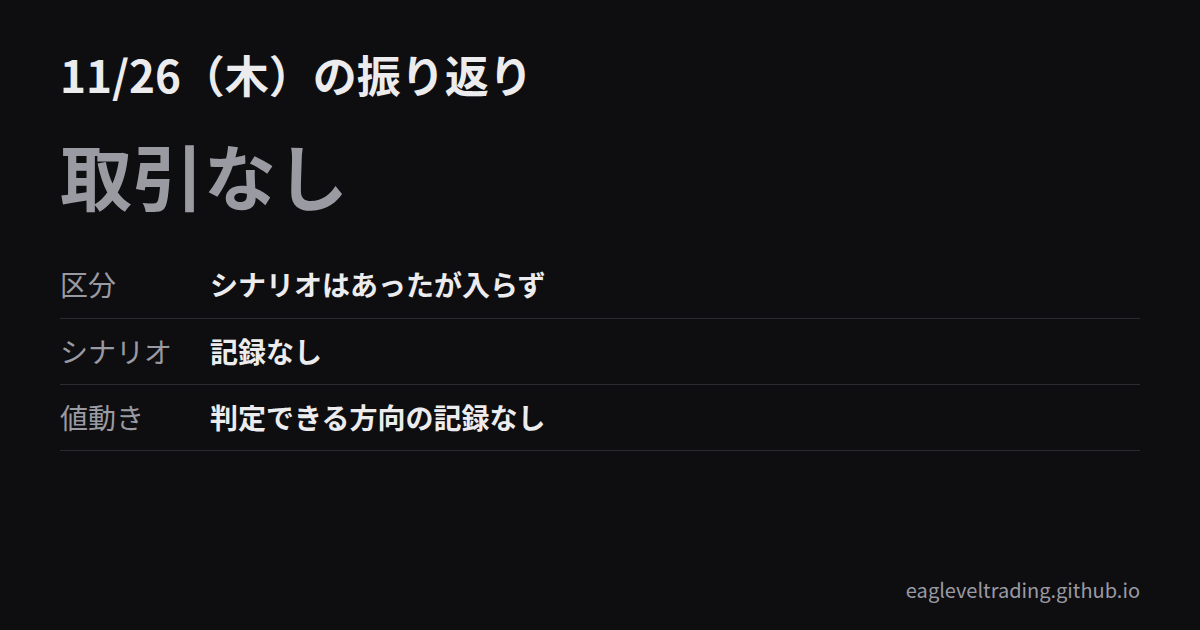 11/26（木）の振り返り
取引なし
区分 シナリオはあったが入らず
シナリオ 記録なし
値動き 判定できる方向の記録なし
eagleveltrading.github.io